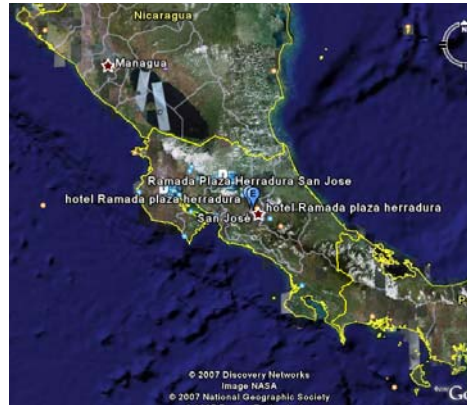 Nicaragua
Managua
Ramada Plaza Herradura San Jose
hotel Ramada plaza herradura
hotel Ramada plaza herradura
San José
© 2007 Discovery Networks
Image NASA
© 2007 National Geographic Society